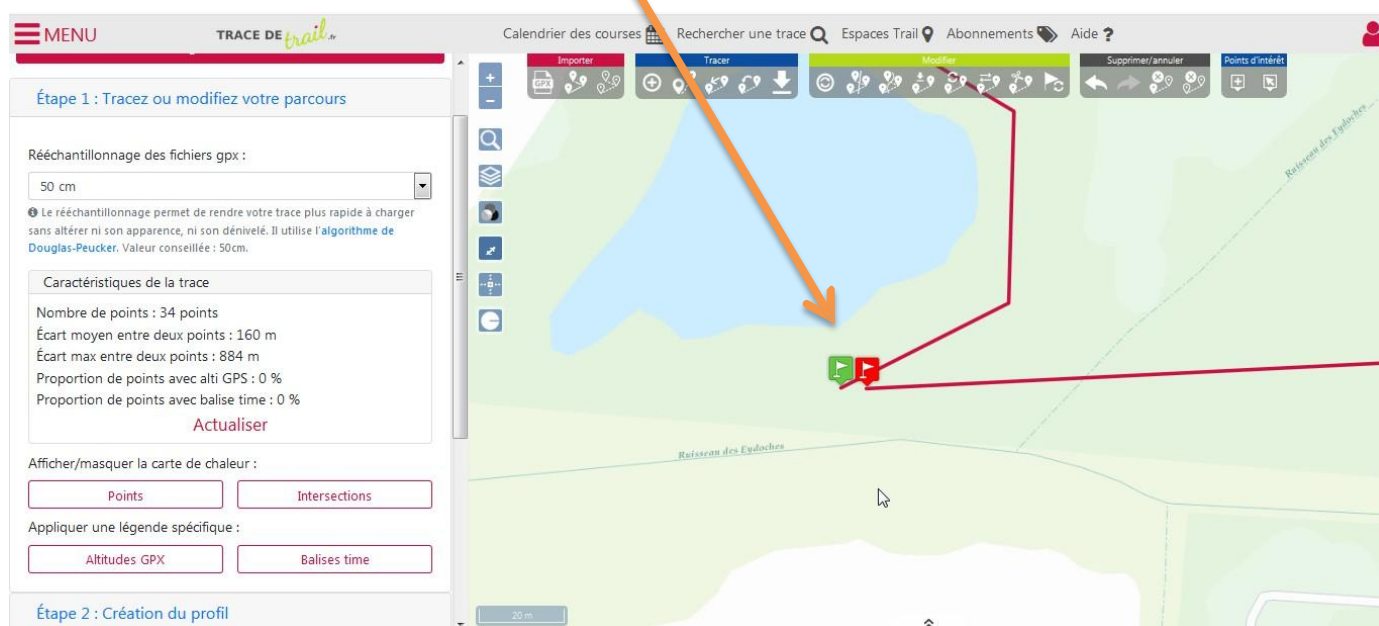 MENU
TRACE DE trail.fr
Calendrier des courses
Rechercher une trace
Espaces Trail
Abonnements
Aide ?
Importer
Tracer
Modifier
Supprimer/annuler
Points d'intérêt
GPX
Étape 1 : Tracez ou modifiez votre parcours
Rééchantillonnage des fichiers gpx :
50 cm
Le rééchantillonnage permet de rendre votre trace plus rapide à charger
sans altérer ni son apparence, ni son dénivelé. Il utilise l'algorithme de
Douglas-Peucker. Valeur conseillée : 50cm.
Caractéristiques de la trace
Nombre de points : 34 points
Écart moyen entre deux points : 160 m
Écart max entre deux points : 884 m
Proportion de points avec alti GPS : 0 %
Proportion de points avec balise time : 0 %
Actualiser
Afficher/masquer la carte de chaleur :
Points
Intersections
Appliquer une légende spécifique :
Altitudes GPX
Balises time
Étape 2 : Création du profil
Ruisseau des Eydoches
Ruisseau des Eydoches
20 m